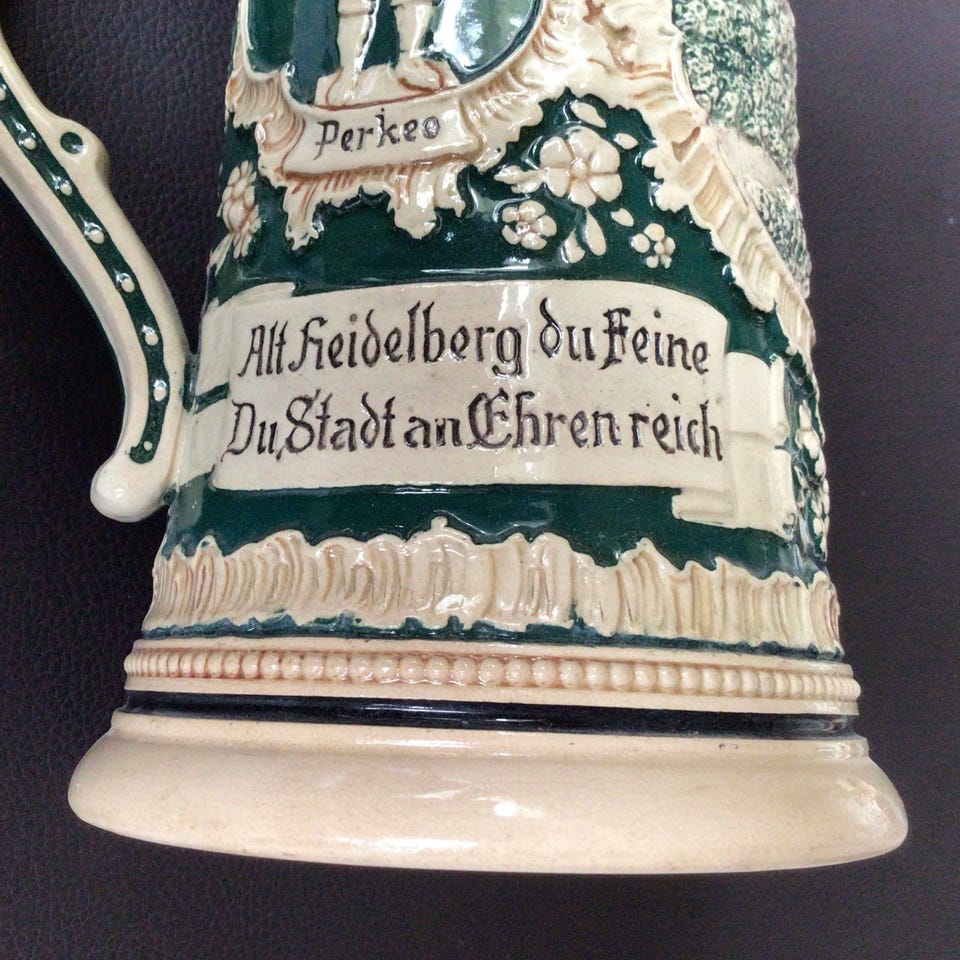 Perkeo
Alt Heidelberg du Feine
Du Stadt an Ehren reich